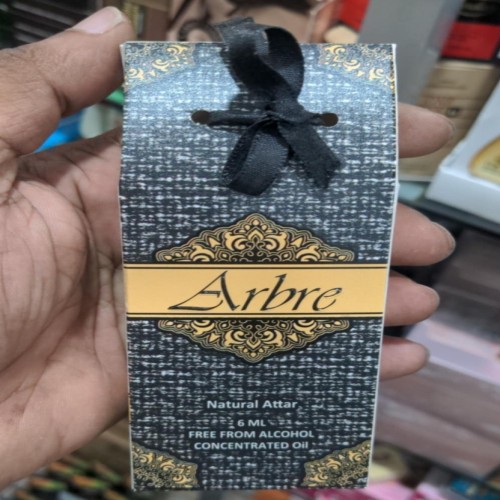 Arbre
Natural Attar
6 ML
FREE FROM ALCOHOL
CONCENTRATED Oil